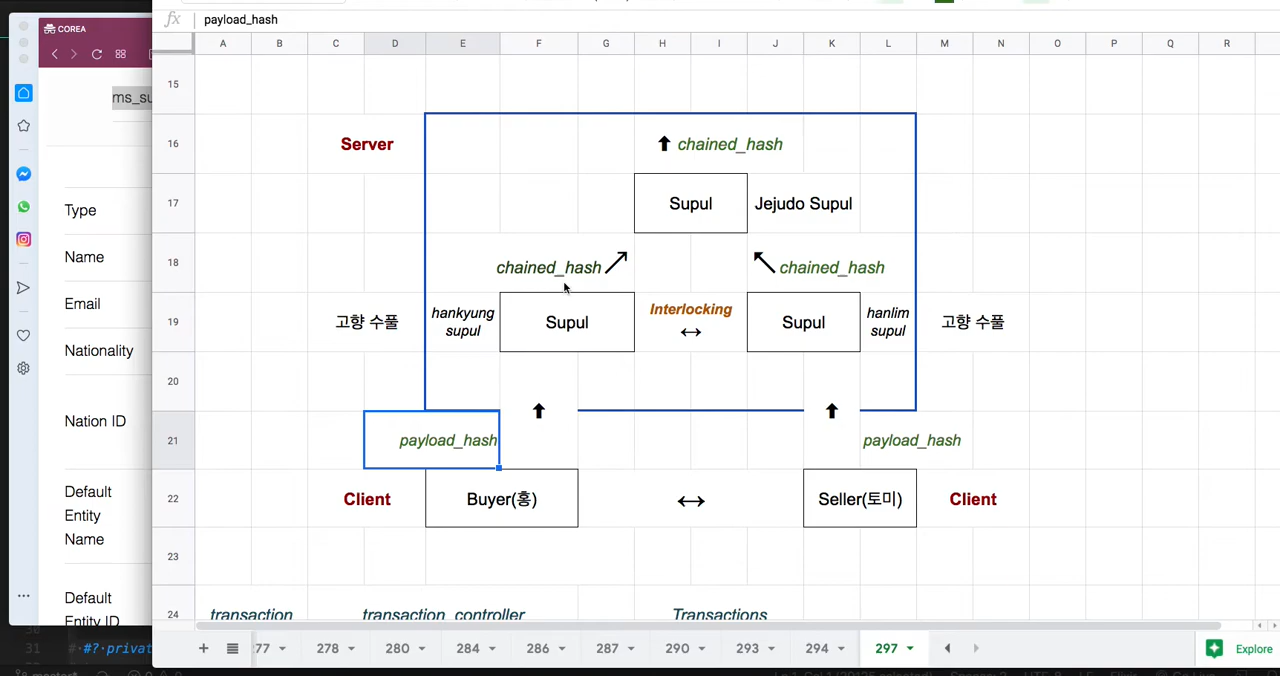 payload_hash
COREA
A B C D E F G H I J K L M N O P Q R
15
16
Server
chained_hash
17
Supul
Jejudo Supul
18
chained_hash
chained_hash
19
고향 수풀
hankyung
supul
Supul
Interlocking
Supul
hanlim
supul
고향 수풀
20
21
payload_hash
payload_hash
22
Client
Buyer(홍)
Seller(토미)
Client
23
24
transaction
transaction_controller
Transactions
ms_su
Type
Name
Email
Nationality
Nation ID
Default
Entity
Name
Default
Entity ID
31 # #? privat
277 278 280 284 286 287 290 293 294 297
Explore